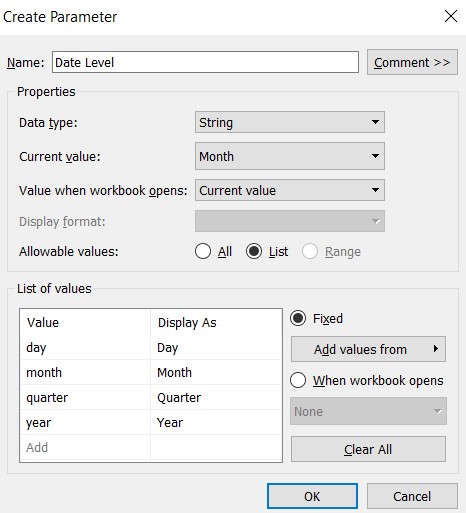 Create Parameter
Name: Date Level Comment >>
Properties
Data type: String
Current value: Month
Value when workbook opens: Current value
Display format:
Allowable values: All List Range
List of values
Value Display As
day Day
month Month
quarter Quarter
year Year
Add
Fixed
Add values from
When workbook opens
None
Clear All
OK Cancel